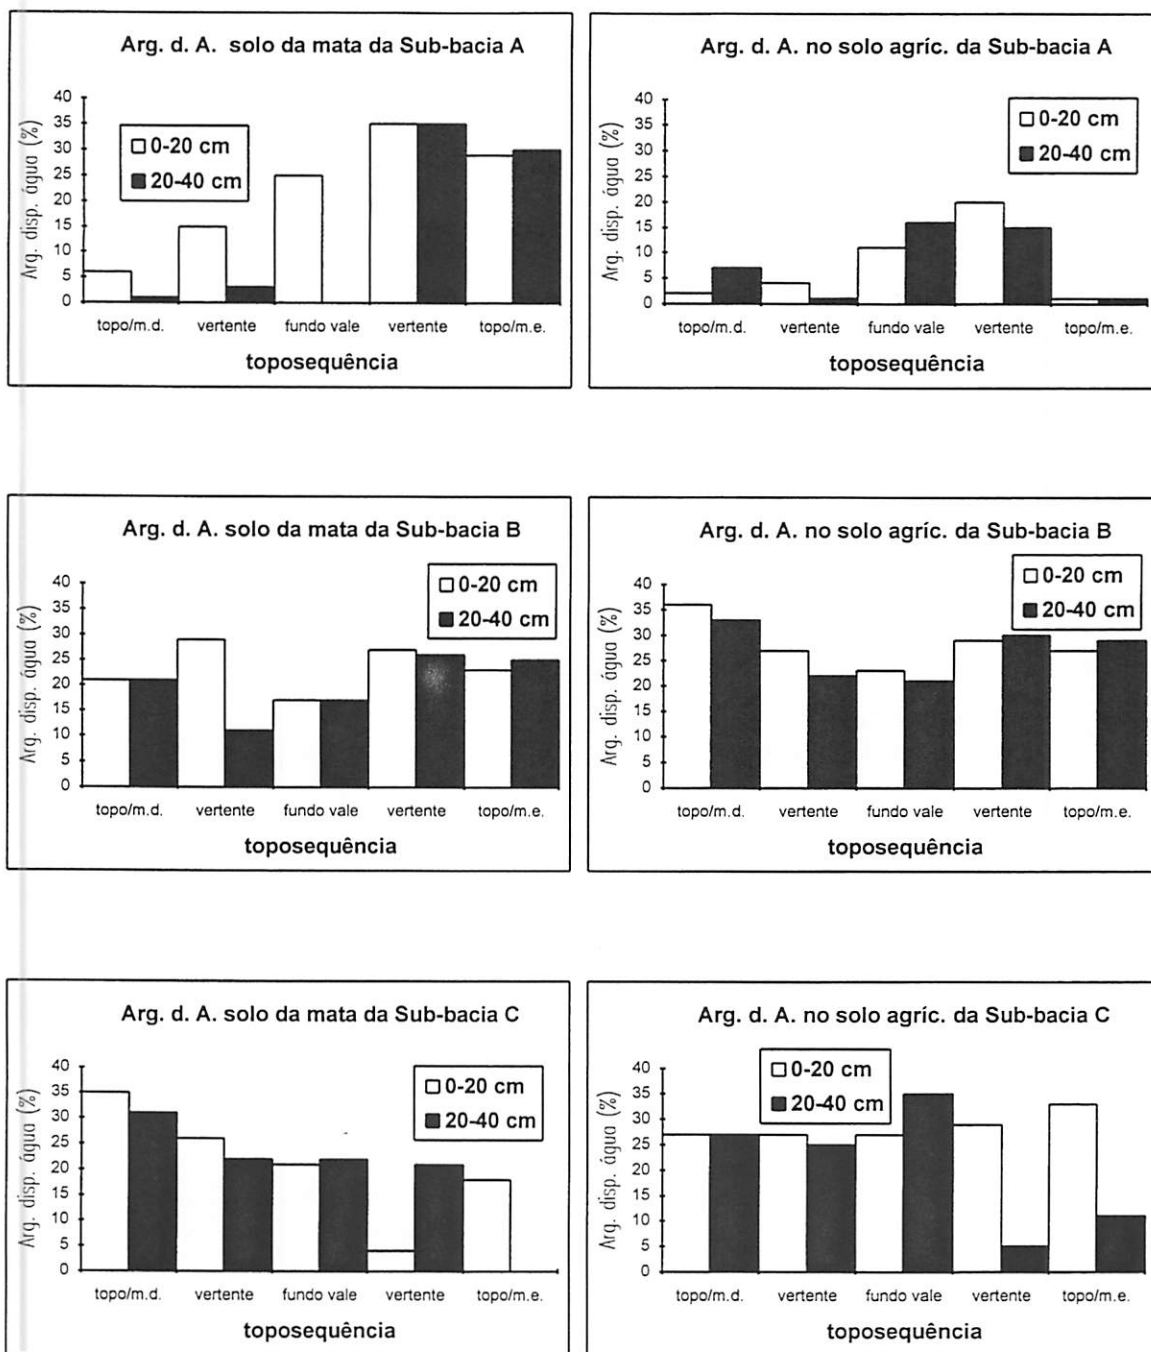 Arg. d. A. solo da mata da Sub-bacia A
Arg. disp. água (%)
40
35
30
25
20
15
10
5
0
0-20 cm
20-40 cm
topo/m.d. vertente fundo vale vertente topo/m.e.
toposequência
Arg. d. A. no solo agríc. da Sub-bacia A
Arg. disp. água (%)
40
35
30
25
20
15
10
5
0
0-20 cm
20-40 cm
topo/m.d. vertente fundo vale vertente topo/m.e.
toposequência
Arg. d. A. solo da mata da Sub-bacia B
Arg. disp. água (%)
40
35
30
25
20
15
10
5
0
0-20 cm
20-40 cm
topo/m.d. vertente fundo vale vertente topo/m.e.
toposequência
Arg. d. A. no solo agríc. da Sub-bacia B
Arg. disp. água (%)
40
35
30
25
20
15
10
5
0
0-20 cm
20-40 cm
topo/m.d. vertente fundo vale vertente topo/m.e.
toposequência
Arg. d. A. solo da mata da Sub-bacia C
Arg. disp. água (%)
40
35
30
25
20
15
10
5
0
0-20 cm
20-40 cm
topo/m.d. vertente fundo vale vertente topo/m.e.
toposequência
Arg. d. A. no solo agríc. da Sub-bacia C
Arg. disp. água (%)
40
35
30
25
20
15
10
5
0
0-20 cm
20-40 cm
topo/m.d. vertente fundo vale vertente topo/m.e.
toposequência